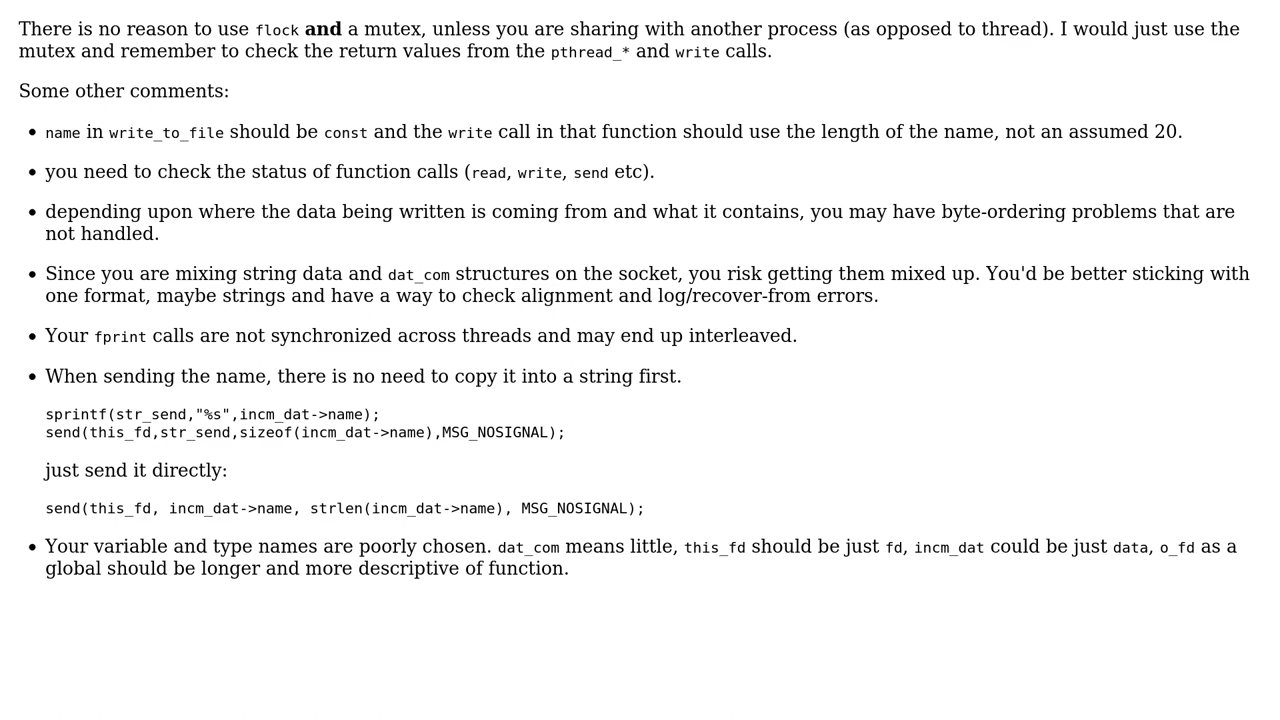 There is no reason to use flock and a mutex, unless you are sharing with another process (as opposed to thread). I would just use the
mutex and remember to check the return values from the pthread_* and write calls.
Some other comments:
• name in write_to_file should be const and the write call in that function should use the length of the name, not an assumed 20.
• you need to check the status of function calls (read, write, send etc).
• depending upon where the data being written is coming from and what it contains, you may have byte-ordering problems that are
not handled.
• Since you are mixing string data and dat_com structures on the socket, you risk getting them mixed up. You'd be better sticking with
one format, maybe strings and have a way to check alignment and log/recover-from errors.
• Your fprint calls are not synchronized across threads and may end up interleaved.
• When sending the name, there is no need to copy it into a string first.
sprintf(str_send,"%s",incm_dat->name);
send(this_fd,str_send,sizeof(incm_dat->name),MSG_NOSIGNAL);
just send it directly:
send(this_fd, incm_dat->name, strlen(incm_dat->name), MSG_NOSIGNAL);
• Your variable and type names are poorly chosen. dat_com means little, this_fd should be just fd, incm_dat could be just data, o_fd as a
global should be longer and more descriptive of function.